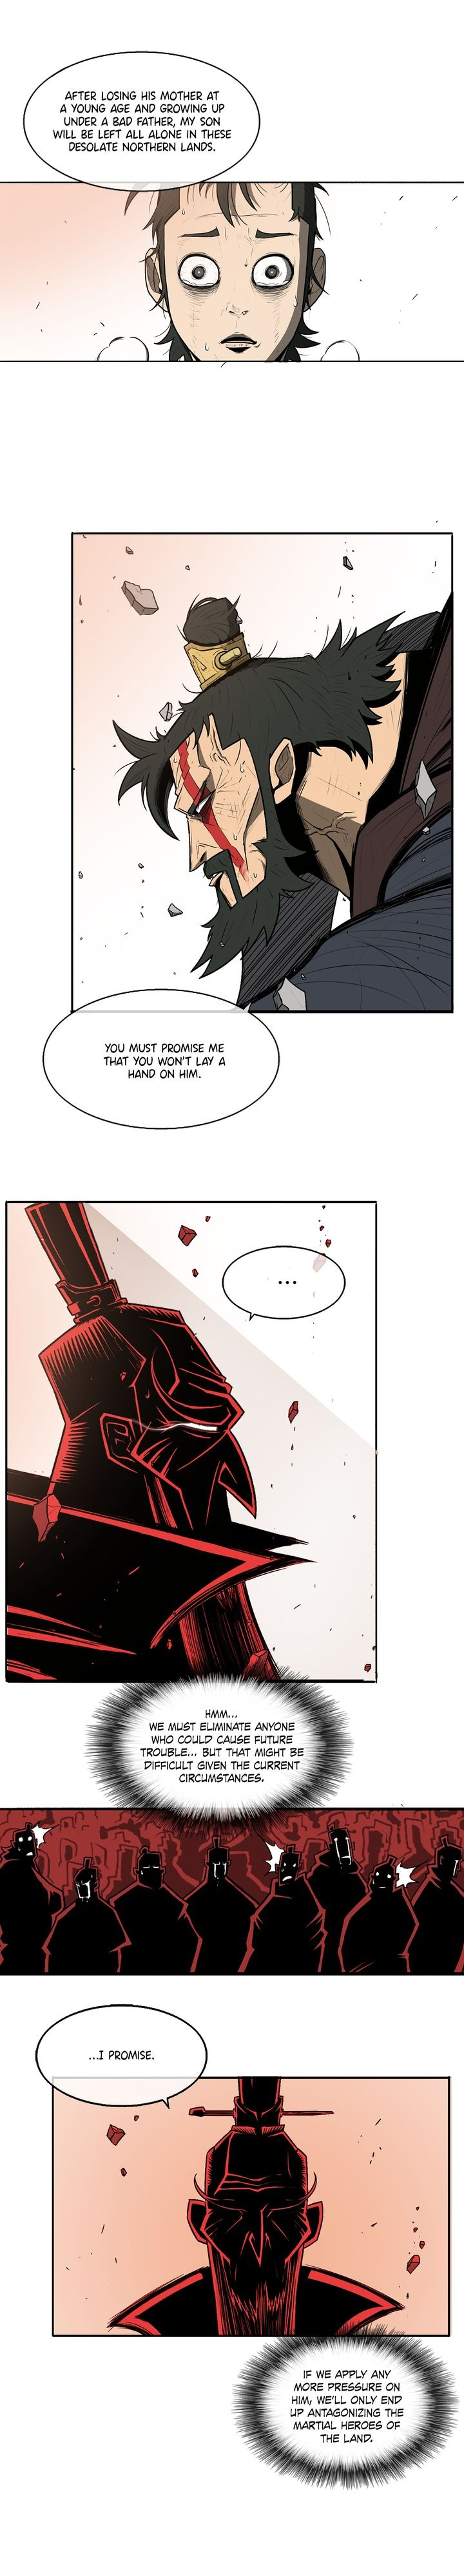 AFTER LOSING HIS MOTHER AT
A YOUNG AGE AND GROWING UP
UNDER A BAD FATHER, MY SON
WILL BE LEFT ALL ALONE IN THESE
DESOLATE NORTHERN LANDS.
YOU MUST PROMISE ME
THAT YOU WON'T LAY A
HAND ON HIM.
...
HMM...
WE MUST ELIMINATE ANYONE
WHO COULD CAUSE FUTURE
TROUBLE... BUT THAT MIGHT BE
DIFFICULT GIVEN THE CURRENT
CIRCUMSTANCES.
...I PROMISE.
IF WE APPLY ANY
MORE PRESSURE ON
HIM, WE'LL ONLY END
UP ANTAGONIZING THE
MARTIAL HEROES OF
THE LAND.